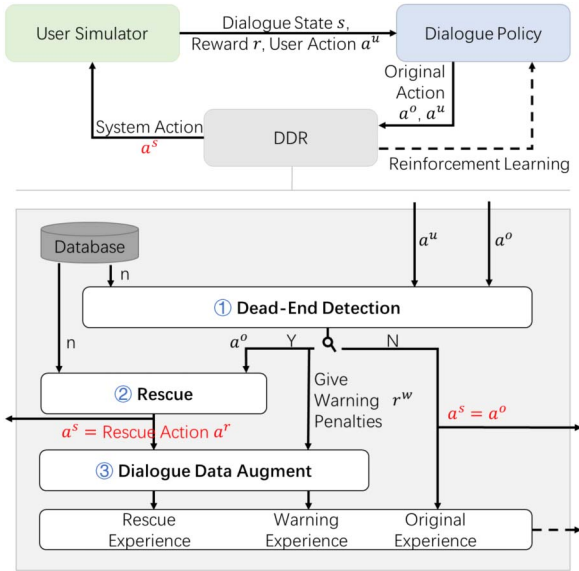 User Simulator
Dialogue State s,
Reward r, User Action a^u
Dialogue Policy
Original
Action
a^o, a^u
System Action
a^s
DDR
Reinforcement Learning
Database
n
n
a^u
a^o
① Dead-End Detection
a^o
Y
N
② Rescue
Give
Warning r^w
Penalties
a^s = Rescue Action a^r
a^s = a^o
③ Dialogue Data Augment
Rescue
Experience
Warning
Experience
Original
Experience